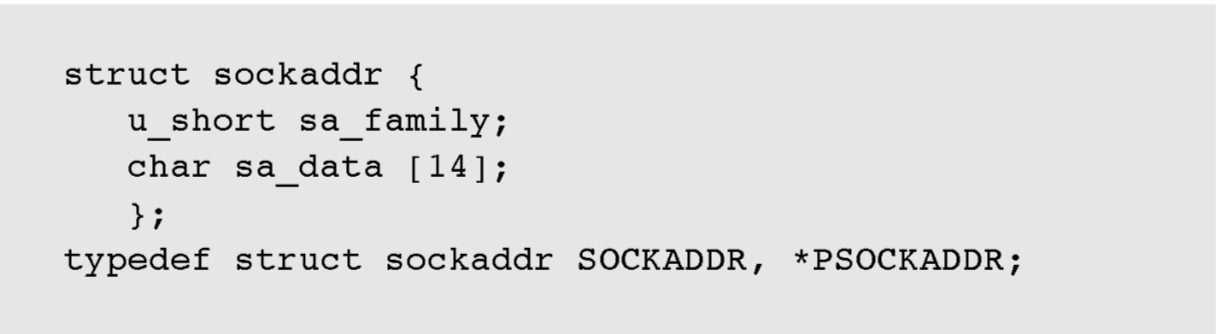 struct sockaddr {
   u_short sa_family;
   char sa_data [14];
   };
typedef struct sockaddr SOCKADDR, *PSOCKADDR;